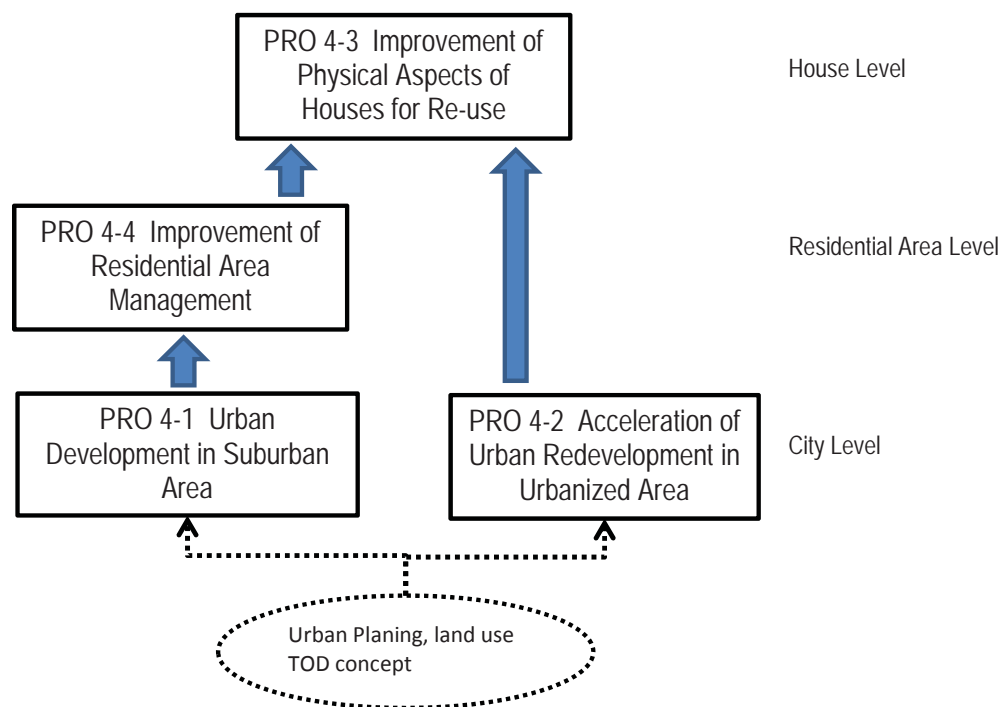 PRO 4-3 Improvement of
Physical Aspects of
Houses for Re-use
House Level
PRO 4-4 Improvement of
Residential Area
Management
Residential Area Level
PRO 4-1 Urban
Development in Suburban
Area
PRO 4-2 Acceleration of
Urban Redevelopment in
Urbanized Area
City Level
Urban Planing, land use
TOD concept